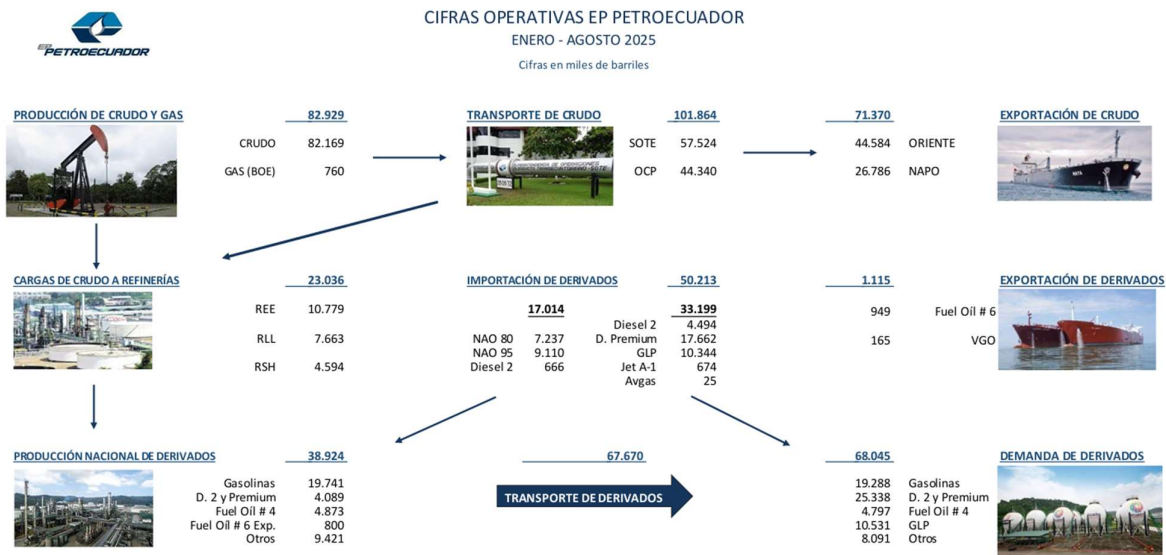 CIFRAS OPERATIVAS EP PETROECUADOR
ENERO - AGOSTO 2025
Cifras en miles de barriles
EP PETROECUADOR
PRODUCCIÓN DE CRUDO Y GAS 82.929
CRUDO 82.169
GAS (BOE) 760
TRANSPORTE DE CRUDO 101.864
SOTE 57.524
OCP 44.340
71.370 EXPORTACIÓN DE CRUDO
44.584 ORIENTE
26.786 NAPO
CARGAS DE CRUDO A REFINERÍAS 23.036
REE 10.779
RLL 7.663
RSH 4.594
IMPORTACIÓN DE DERIVADOS 50.213
17.014 33.199
Diesel 2 4.494
NAO 80 7.237 D. Premium 17.662
NAO 95 9.110 GLP 10.344
Diesel 2 666 Jet A-1 674
Avgas 25
1.115 EXPORTACIÓN DE DERIVADOS
949 Fuel Oíl # 6
165 VGO
PRODUCCIÓN NACIONAL DE DERIVADOS 38.924
Gasolinas 19.741
D. 2 y Premium 4.089
Fuel Oíl # 4 4.873
Fuel Oíl # 6 Exp. 800
Otros 9.421
67.670
TRANSPORTE DE DERIVADOS
68.045 DEMANDA DE DERIVADOS
19.288 Gasolinas
25.338 D. 2 y Premium
4.797 Fuel Oíl # 4
10.531 GLP
8.091 Otros